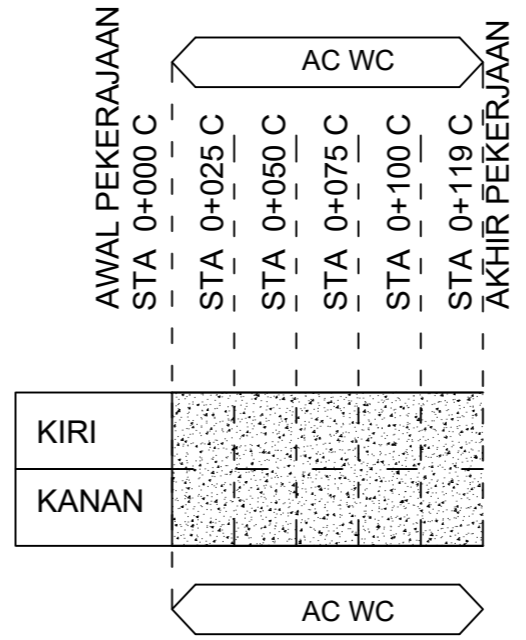 AC WC
AWAL PEKERAJAAN
STA 0+000 C
STA 0+025 C
STA 0+050 C
STA 0+075 C
STA 0+100 C
STA 0+119 C
AKHIR PEKERJAAN
KIRI
KANAN
AC WC